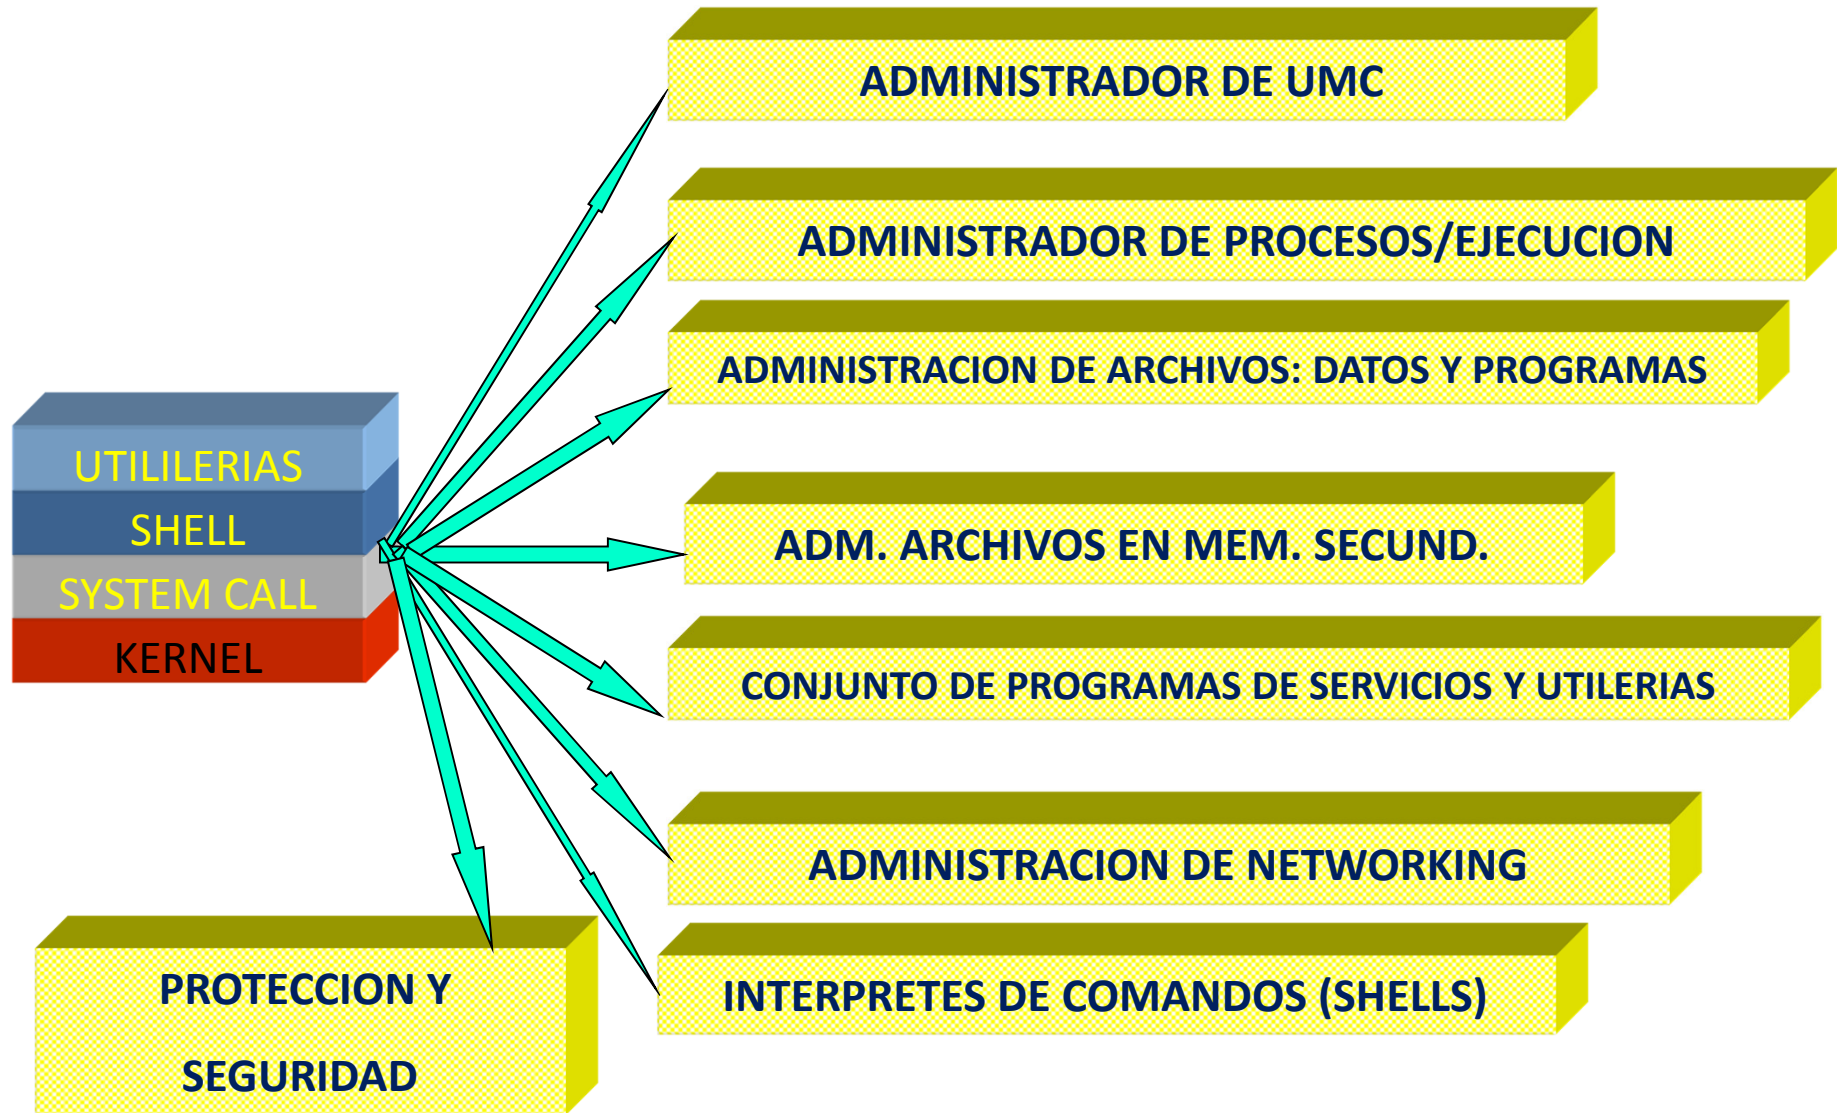 ADMINISTRADOR DE UMC
ADMINISTRADOR DE PROCESOS/EJECUCION
ADMINISTRACION DE ARCHIVOS: DATOS Y PROGRAMAS
UTILILERIAS
SHELL
SYSTEM CALL
KERNEL
ADM. ARCHIVOS EN MEM. SECUND.
CONJUNTO DE PROGRAMAS DE SERVICIOS Y UTILERIAS
ADMINISTRACION DE NETWORKING
INTERPRETES DE COMANDOS (SHELLS)
PROTECCION Y
SEGURIDAD